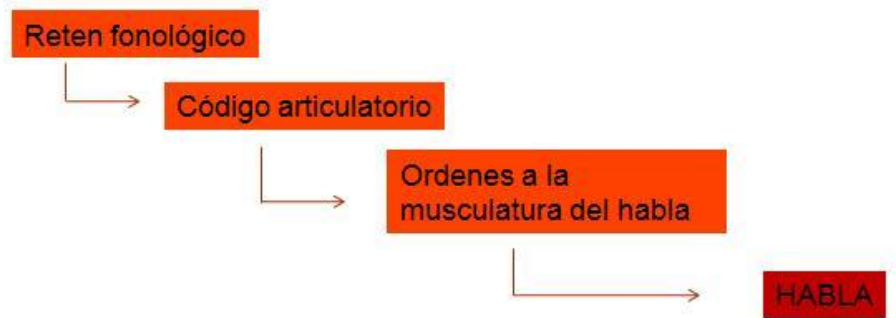 Reten fonológico
Código articulatorio
Ordenes a la
musculatura del habla
HABLA